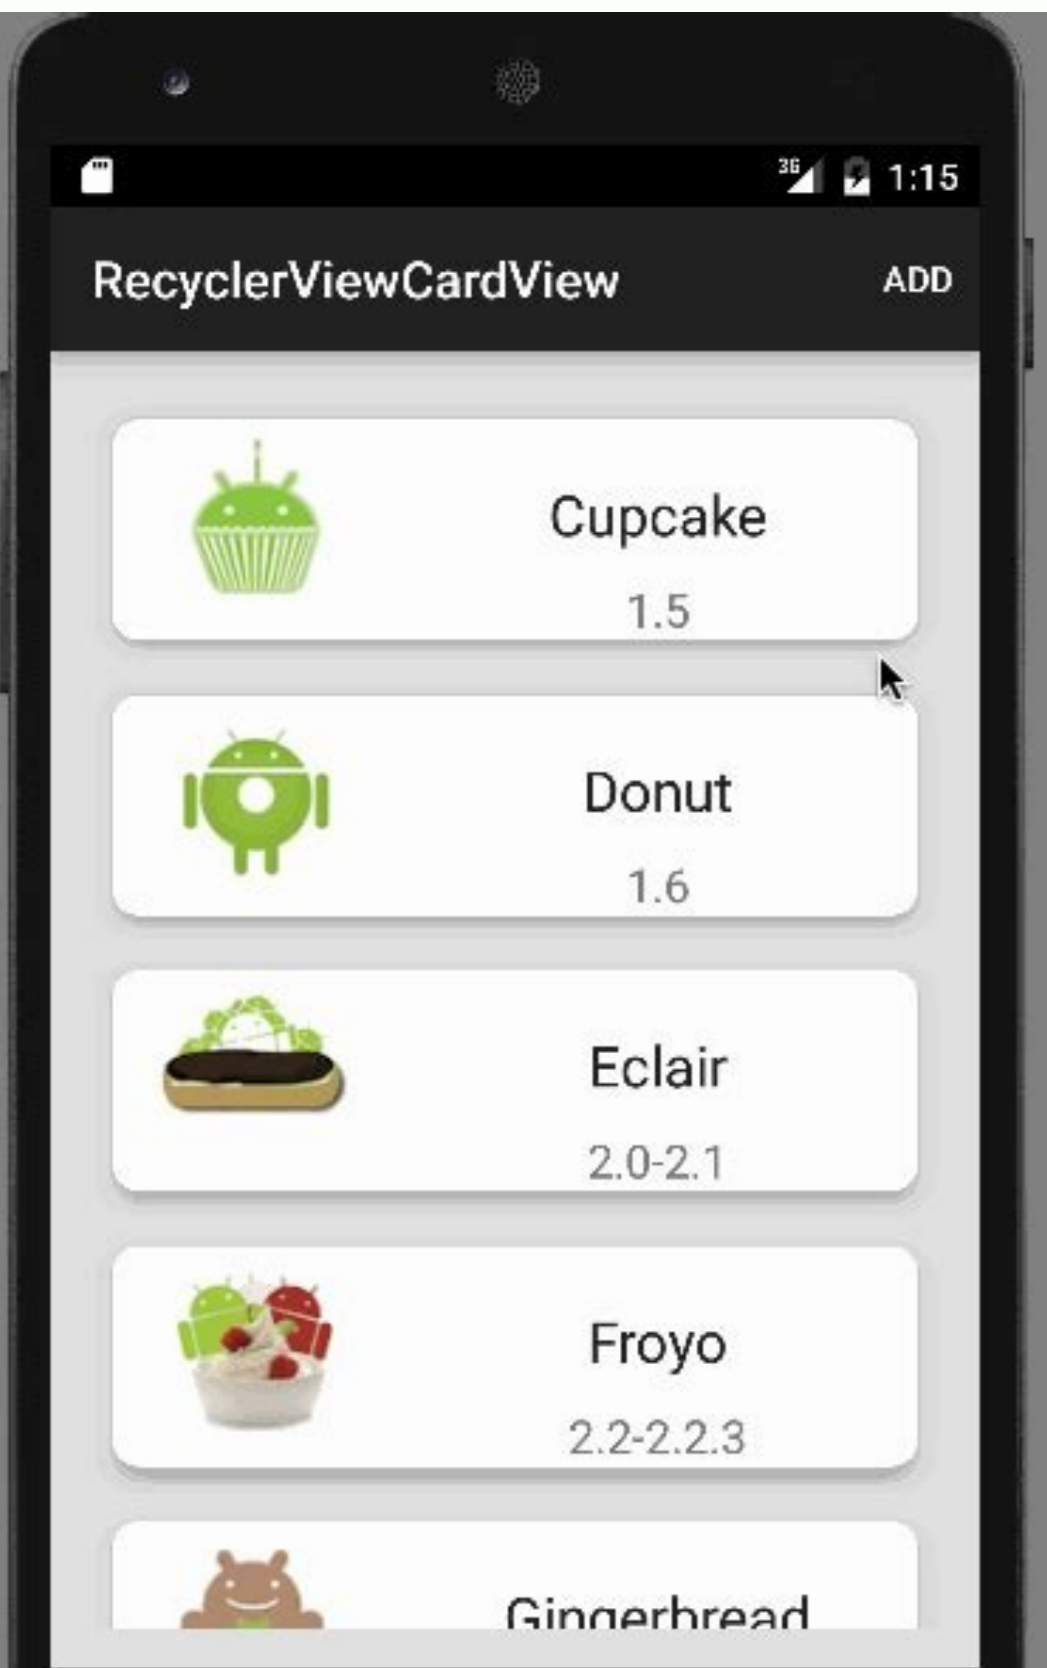 3G 1:15
RecyclerViewCardView ADD
Cupcake
1.5
Donut
1.6
Eclair
2.0-2.1
Froyo
2.2-2.2.3
Gingerbread